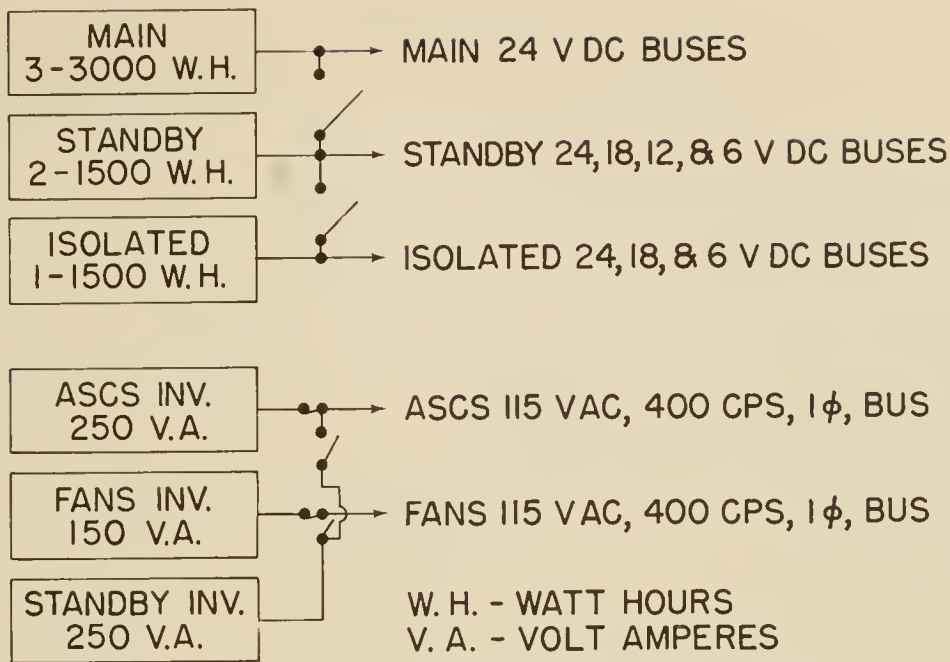 MAIN
3-3000 W.H.
MAIN 24 V DC BUSES
STANDBY
2-1500 W.H.
STANDBY 24, 18, 12, & 6 V DC BUSES
ISOLATED
1-1500 W.H.
ISOLATED 24, 18, & 6 V DC BUSES
ASCS INV.
250 V.A.
ASCS 115 VAC, 400 CPS, 1ϕ, BUS
FANS INV.
150 V.A.
FANS 115 VAC, 400 CPS, 1ϕ, BUS
STANDBY INV.
250 V.A.
W. H. - WATT HOURS
V. A. - VOLT AMPERES